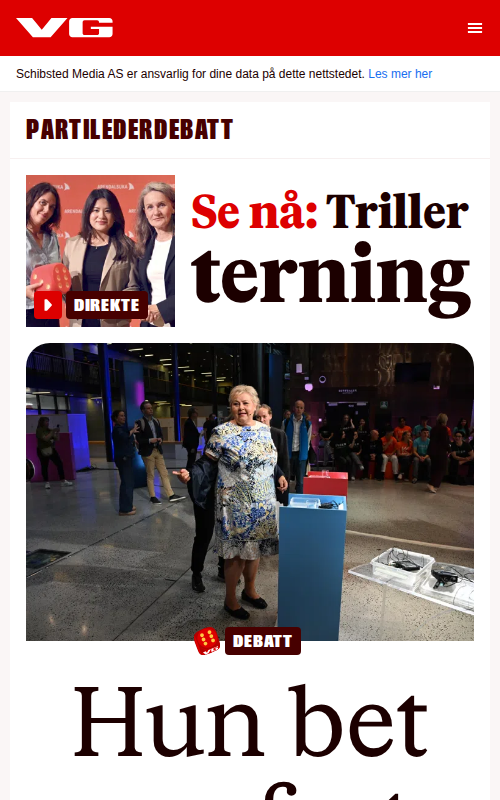 VG
Schibsted Media AS er ansvarlig for dine data på dette nettstedet. Les mer her
PARTILEDERDEBATT
Se nå: Triller
terning
DIREKTE
DEBATT
Hun bet